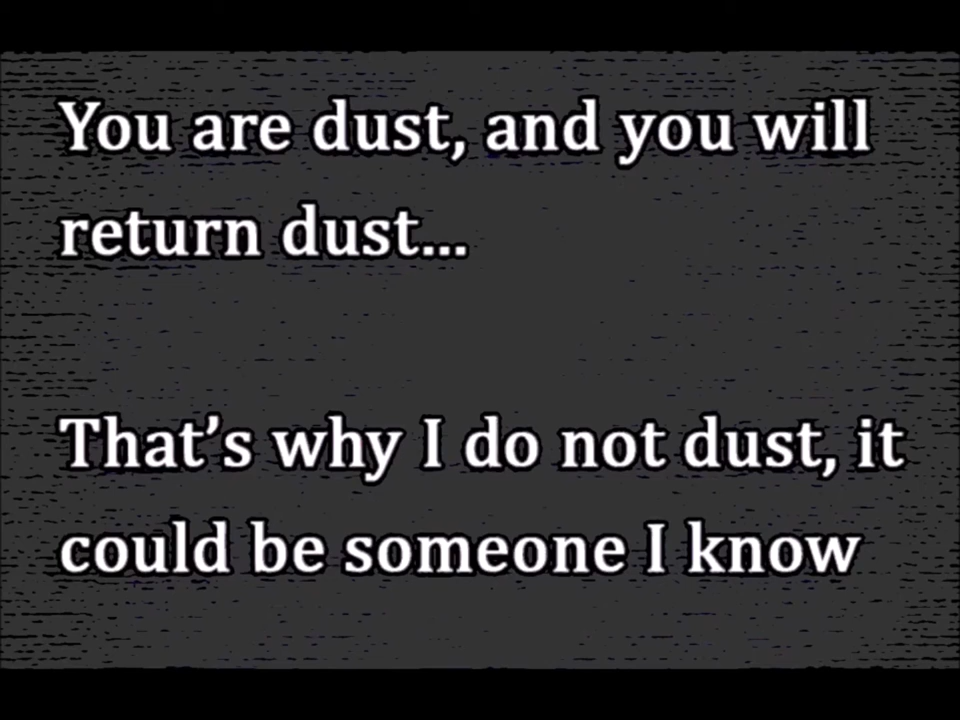 You are dust, and you will
return dust...
That’s why I do not dust, it
could be someone I know